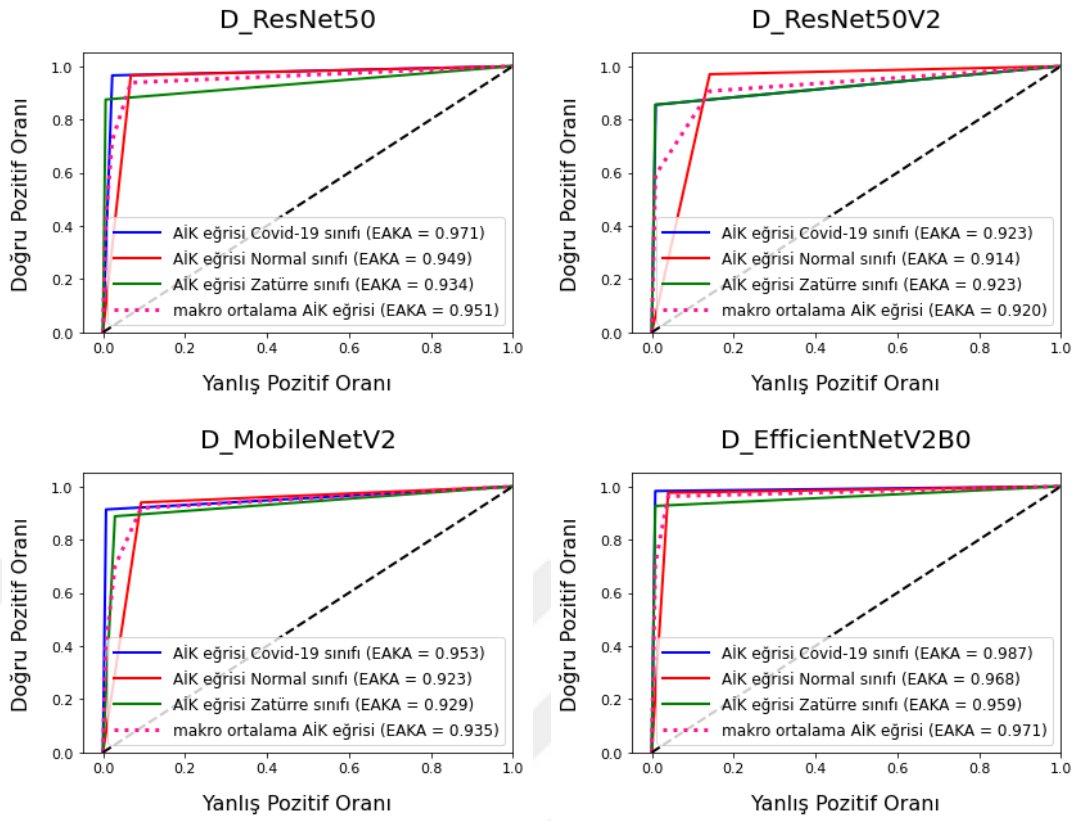 D_ResNet50
Doğru Pozitif Oranı
1.0
0.8
0.6
0.4
0.2
0.0
AİK eğrisi Covid-19 sınıfı (EAKA = 0.971)
AİK eğrisi Normal sınıfı (EAKA = 0.949)
AİK eğrisi Zatürre sınıfı (EAKA = 0.934)
makro ortalama AİK eğrisi (EAKA = 0.951)
0.0 0.2 0.4 0.6 0.8 1.0
Yanlış Pozitif Oranı
D_ResNet50V2
Doğru Pozitif Oranı
1.0
0.8
0.6
0.4
0.2
0.0
AİK eğrisi Covid-19 sınıfı (EAKA = 0.923)
AİK eğrisi Normal sınıfı (EAKA = 0.914)
AİK eğrisi Zatürre sınıfı (EAKA = 0.923)
makro ortalama AİK eğrisi (EAKA = 0.920)
0.0 0.2 0.4 0.6 0.8 1.0
Yanlış Pozitif Oranı
D_MobileNetV2
Doğru Pozitif Oranı
1.0
0.8
0.6
0.4
0.2
0.0
AİK eğrisi Covid-19 sınıfı (EAKA = 0.953)
AİK eğrisi Normal sınıfı (EAKA = 0.923)
AİK eğrisi Zatürre sınıfı (EAKA = 0.929)
makro ortalama AİK eğrisi (EAKA = 0.935)
0.0 0.2 0.4 0.6 0.8 1.0
Yanlış Pozitif Oranı
D_EfficientNetV2B0
Doğru Pozitif Oranı
1.0
0.8
0.6
0.4
0.2
0.0
AİK eğrisi Covid-19 sınıfı (EAKA = 0.987)
AİK eğrisi Normal sınıfı (EAKA = 0.968)
AİK eğrisi Zatürre sınıfı (EAKA = 0.959)
makro ortalama AİK eğrisi (EAKA = 0.971)
0.0 0.2 0.4 0.6 0.8 1.0
Yanlış Pozitif Oranı